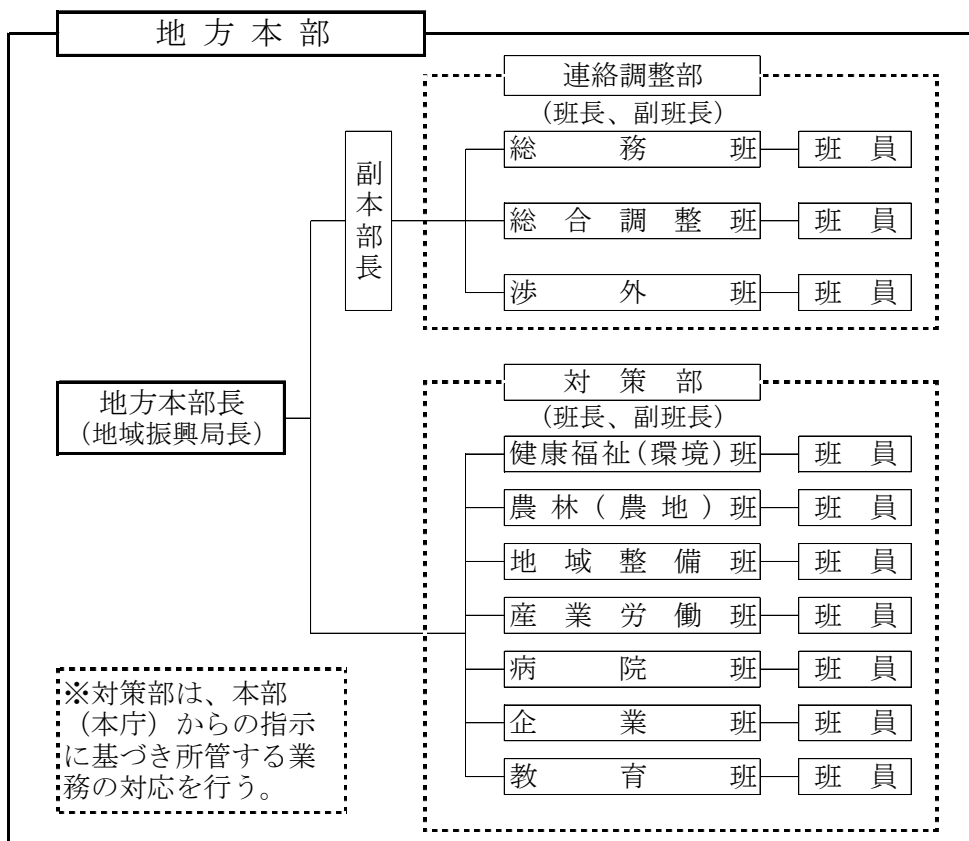 地方本部
連絡調整部
(班長、副班長)
総務班 班員
副本部長
総合調整班 班員
渉外班 班員
対策部
(班長、副班長)
地方本部長
(地域振興局長)
健康福祉(環境)班 班員
農林(農地)班 班員
地域整備班 班員
産業労働班 班員
病院班 班員
企業班 班員
教育班 班員
※対策部は、本部
(本庁)からの指示
に基づき所管する業
務の対応を行う。